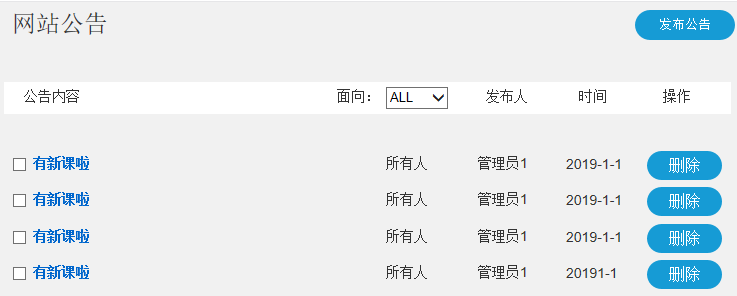 网站公告 发布公告
公告内容 面向： ALL 发布人 时间 操作
有新课啦 所有人 管理员1 2019-1-1 删除
有新课啦 所有人 管理员1 2019-1-1 删除
有新课啦 所有人 管理员1 2019-1-1 删除
有新课啦 所有人 管理员1 20191-1 删除